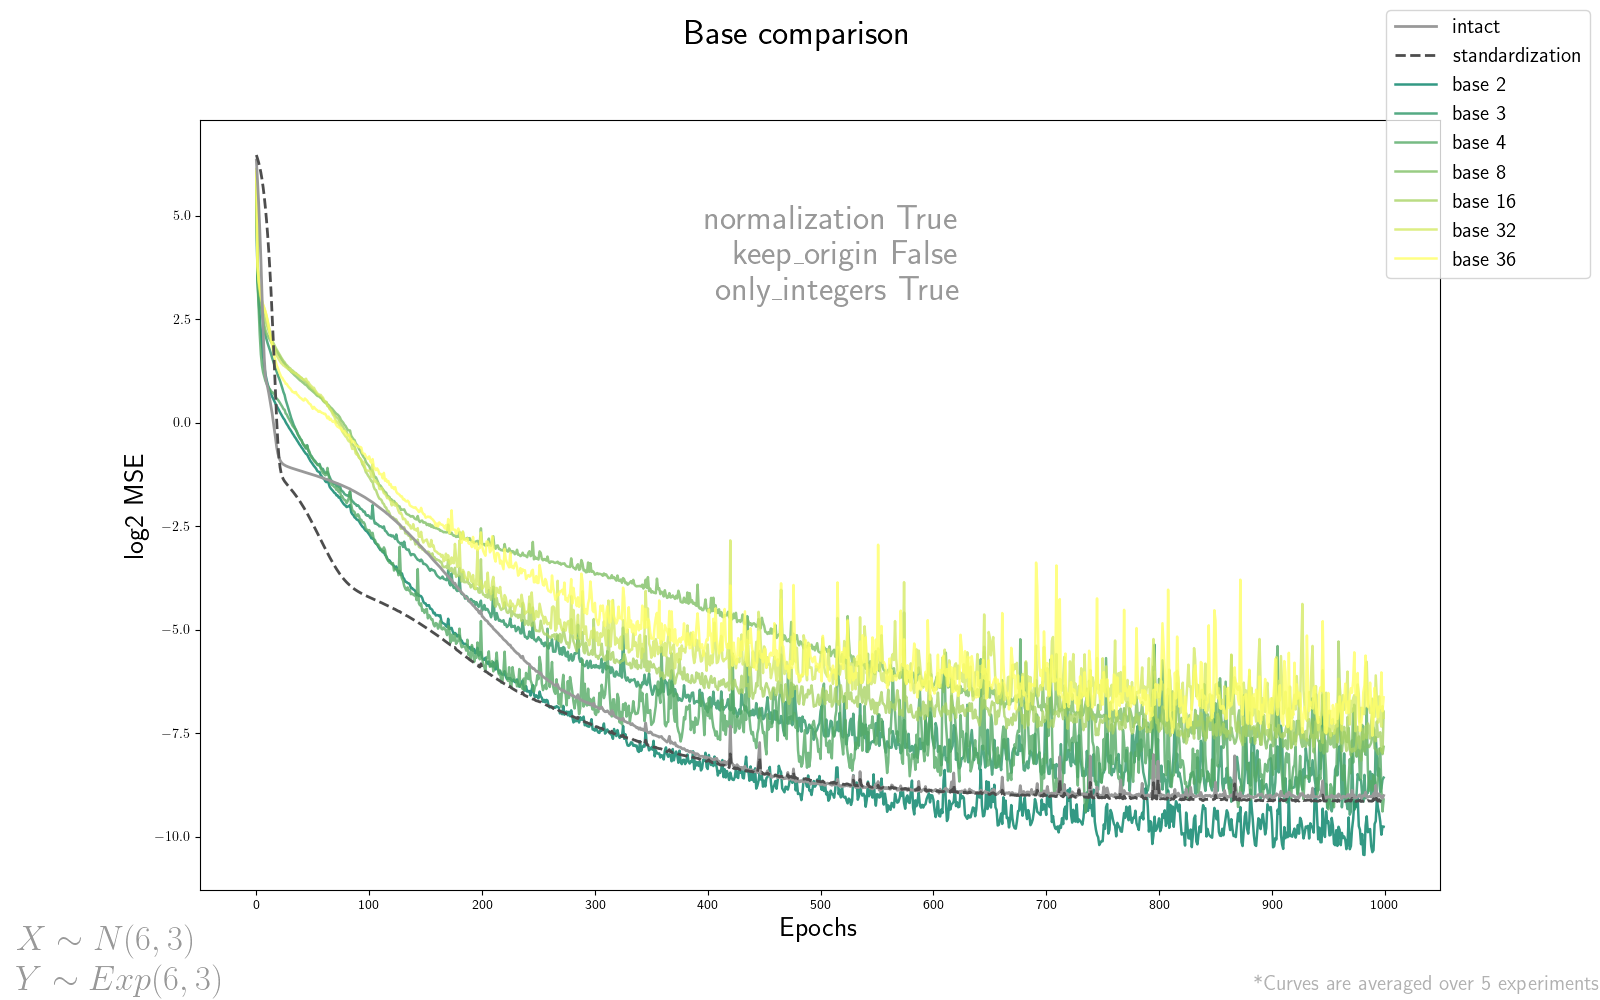 Base comparison
intact
standardization
base 2
base 3
base 4
base 8
base 16
base 32
base 36
normalization True
keep_origin False
only_integers True
log2 MSE
5.0
2.5
0.0
−2.5
−5.0
−7.5
−10.0
0 100 200 300 400 500 600 700 800 900 1000
Epochs
X ∼ N(6, 3)
Y ∼ Exp(6, 3)
*Curves are averaged over 5 experiments